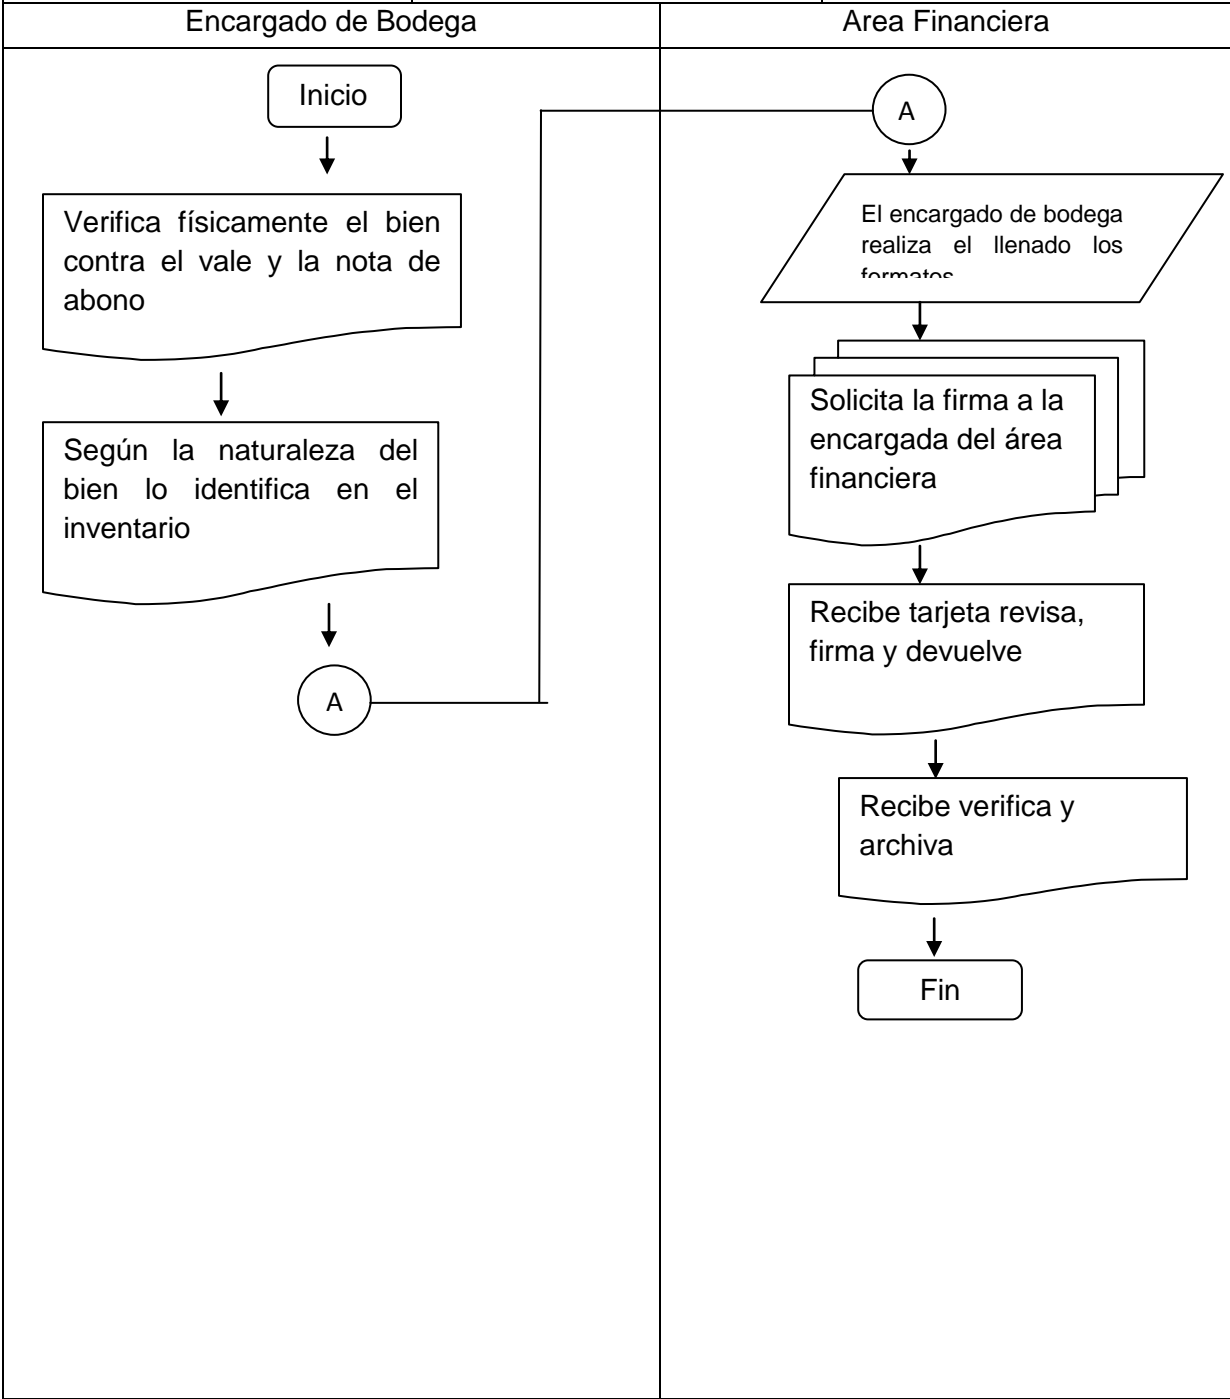 Encargado de Bodega
Area Financiera
Inicio
Verifica físicamente el bien
contra el vale y la nota de
abono
Según la naturaleza del
bien lo identifica en el
inventario
A
A
El encargado de bodega
realiza el llenado los
formatos
Solicita la firma a la
encargada del área
financiera
Recibe tarjeta revisa,
firma y devuelve
Recibe verifica y
archiva
Fin